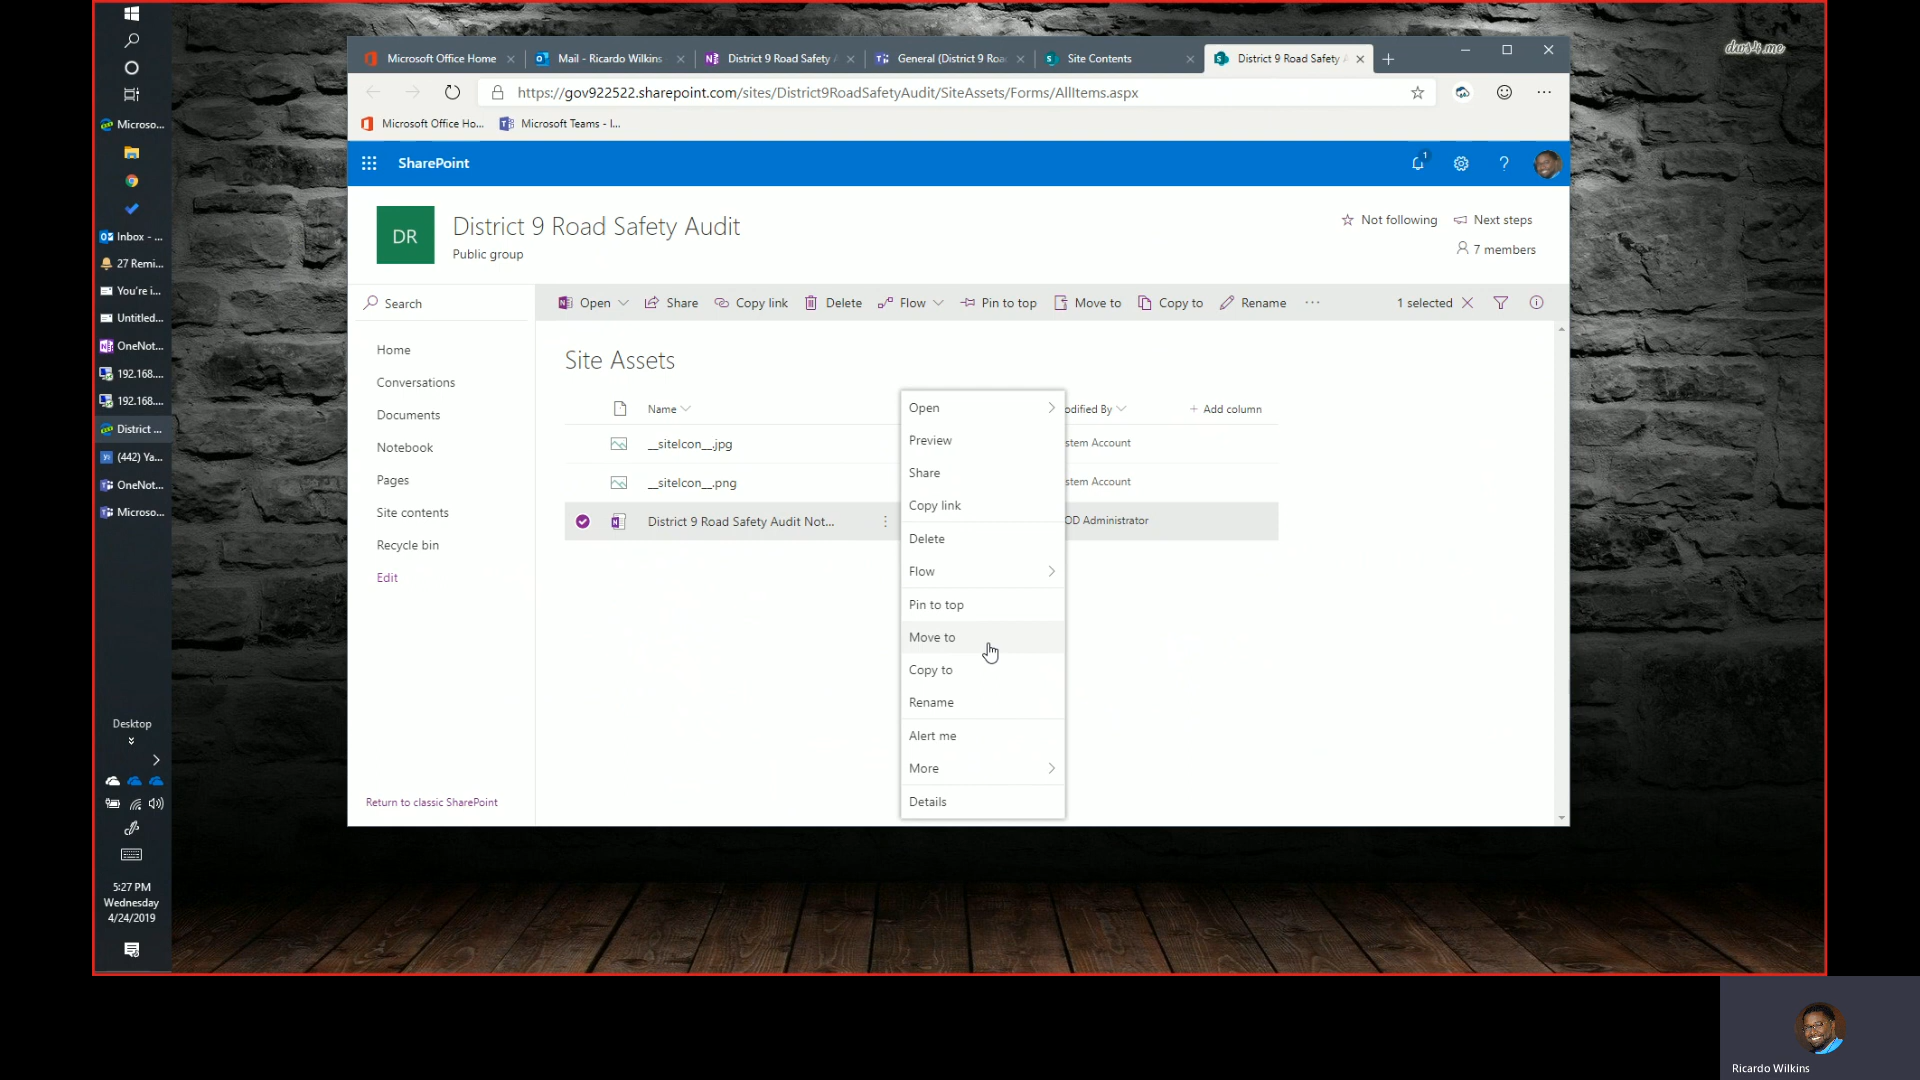 dws4.me
Microsoft Office Home
Mail - Ricardo Wilkins
District 9 Road Safety
General (District 9 Roa
Site Contents
District 9 Road Safety
https://gov922522.sharepoint.com/sites/District9RoadSafetyAudit/SiteAssets/Forms/AllItems.aspx
Microsoft Office Ho...
Microsoft Teams - I...
SharePoint
1
DR
District 9 Road Safety Audit
Public group
Not following
Next steps
7 members
Search
Open
Share
Copy link
Delete
Flow
Pin to top
Move to
Copy to
Rename
1 selected
Home
Conversations
Documents
Notebook
Pages
Site contents
Recycle bin
Edit
Return to classic SharePoint
Site Assets
Name
odified By
+ Add column
__siteIcon__.jpg
stem Account
__siteIcon__.png
stem Account
District 9 Road Safety Audit Not...
OD Administrator
Open
Preview
Share
Copy link
Delete
Flow
Pin to top
Move to
Copy to
Rename
Alert me
More
Details
Microso...
Inbox - ...
27 Remi...
You're i...
Untitled...
OneNot...
192.168....
192.168....
District ...
(442) Ya...
OneNot...
Microso...
Desktop
5:27 PM
Wednesday
4/24/2019
Ricardo Wilkins